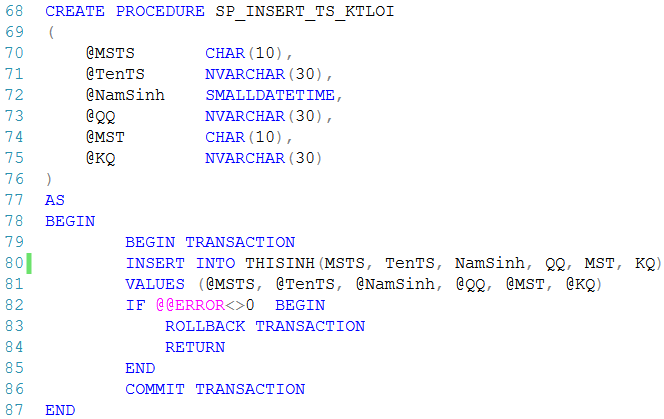 68 CREATE PROCEDURE SP_INSERT_TS_KTLOI
69 (
70 @MSTS CHAR(10),
71 @TenTS NVARCHAR(30),
72 @NamSinh SMALLDATETIME,
73 @QQ NVARCHAR(30),
74 @MST CHAR(10),
75 @KQ NVARCHAR(30)
76 )
77 AS
78 BEGIN
79 BEGIN TRANSACTION
80 INSERT INTO THISINH(MSTS, TenTS, NamSinh, QQ, MST, KQ)
81 VALUES (@MSTS, @TenTS, @NamSinh, @QQ, @MST, @KQ)
82 IF @@ERROR<>0 BEGIN
83 ROLLBACK TRANSACTION
84 RETURN
85 END
86 COMMIT TRANSACTION
87 END